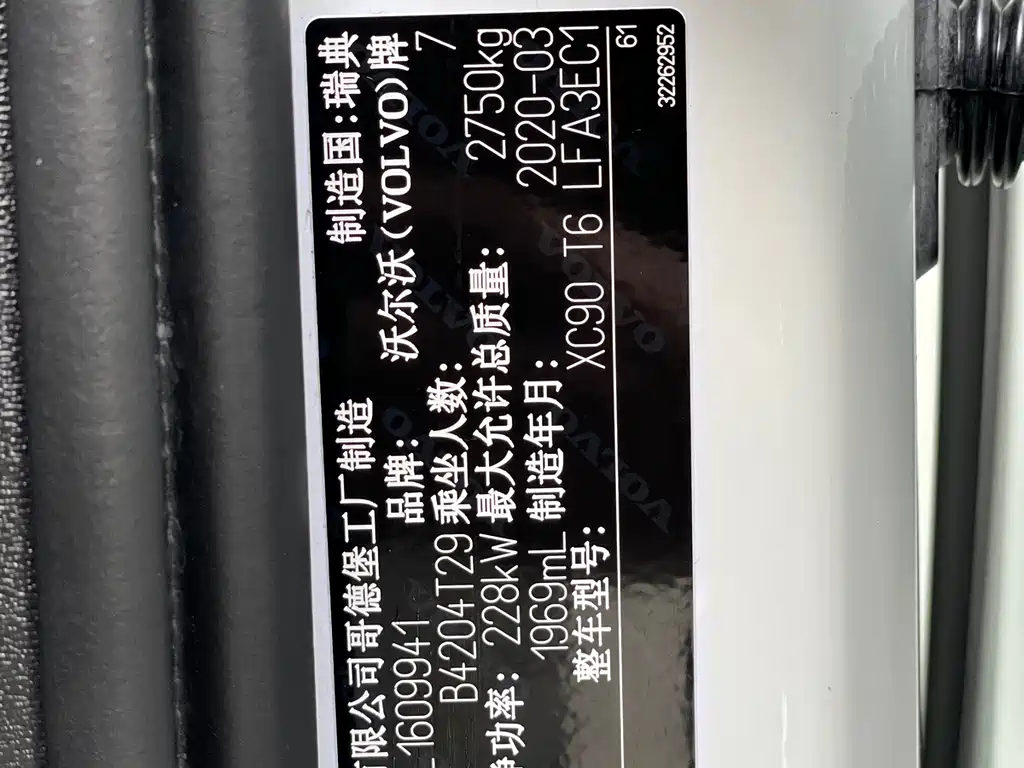 有限公司哥德堡工厂制造 制造国:瑞典
1609941 品牌: 沃尔沃(VOLVO)牌
B4204T29 乘坐人数: 7
净功率: 228kW 最大允许总质量: 2750kg
1969mL 制造年月: 2020-03
整车型号: XC90 T6 LFA3EC1
61
32262952